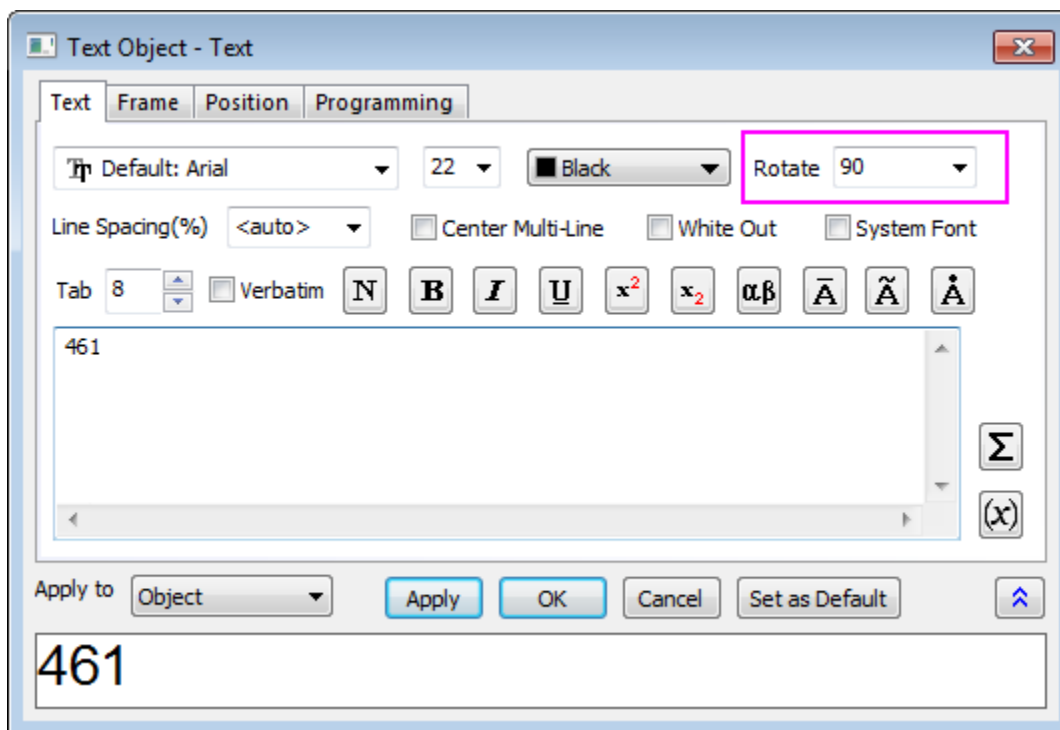 Text Object - Text
Text Frame Position Programming
Default: Arial 22 Black Rotate 90
Line Spacing(%) <auto> Center Multi-Line White Out System Font
Tab 8 Verbatim N B I U x² x₂ αβ Ā Ã Å
461
Σ
(x)
Apply to Object Apply OK Cancel Set as Default
461